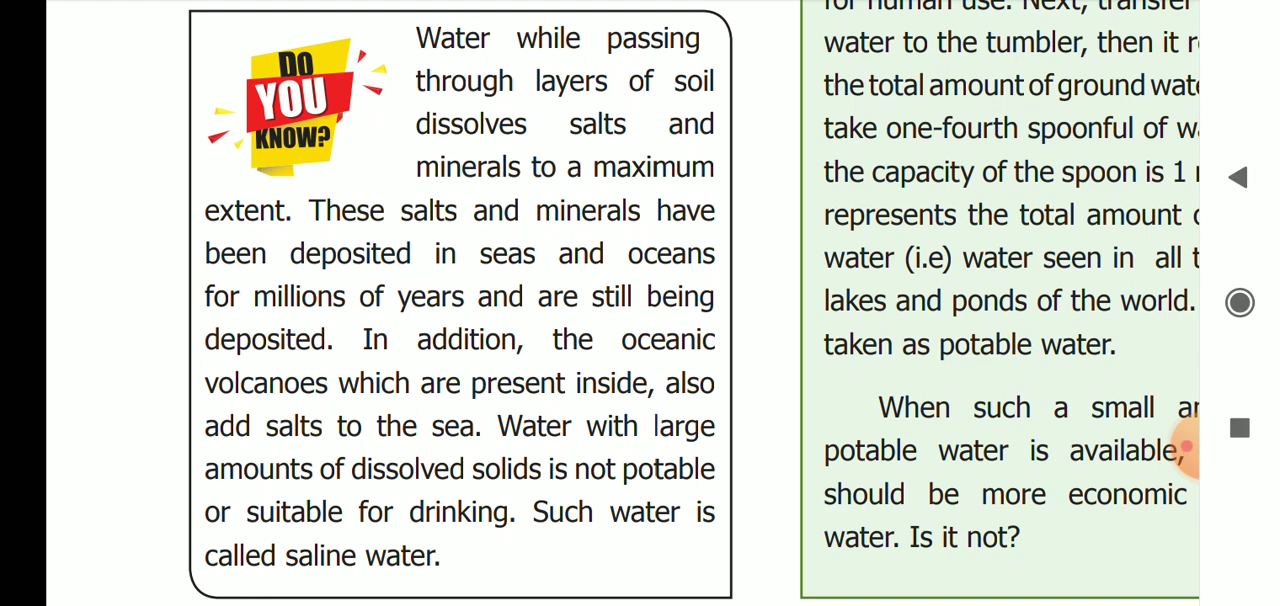 DO
YOU
KNOW?
Water while passing
through layers of soil
dissolves salts and
minerals to a maximum
extent. These salts and minerals have
been deposited in seas and oceans
for millions of years and are still being
deposited. In addition, the oceanic
volcanoes which are present inside, also
add salts to the sea. Water with large
amounts of dissolved solids is not potable
or suitable for drinking. Such water is
called saline water.
for human use. Next, transfer
water to the tumbler, then it
the total amount of ground
take one-fourth spoonful of
the capacity of the spoon is 1
represents the total amount
water (i.e) water seen in all
lakes and ponds of the world.
taken as potable water.
When such a small
potable water is available,
should be more economic
water. Is it not?